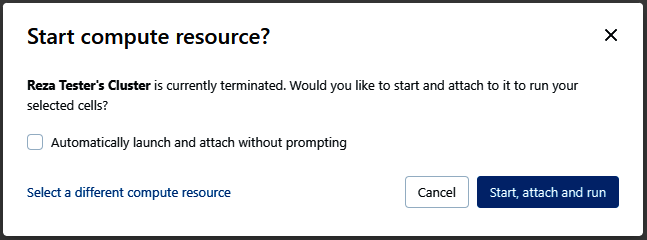 Start compute resource?
Reza Tester's Cluster is currently terminated. Would you like to start and attach to it to run your
selected cells?
Automatically launch and attach without prompting
Select a different compute resource
Cancel
Start, attach and run